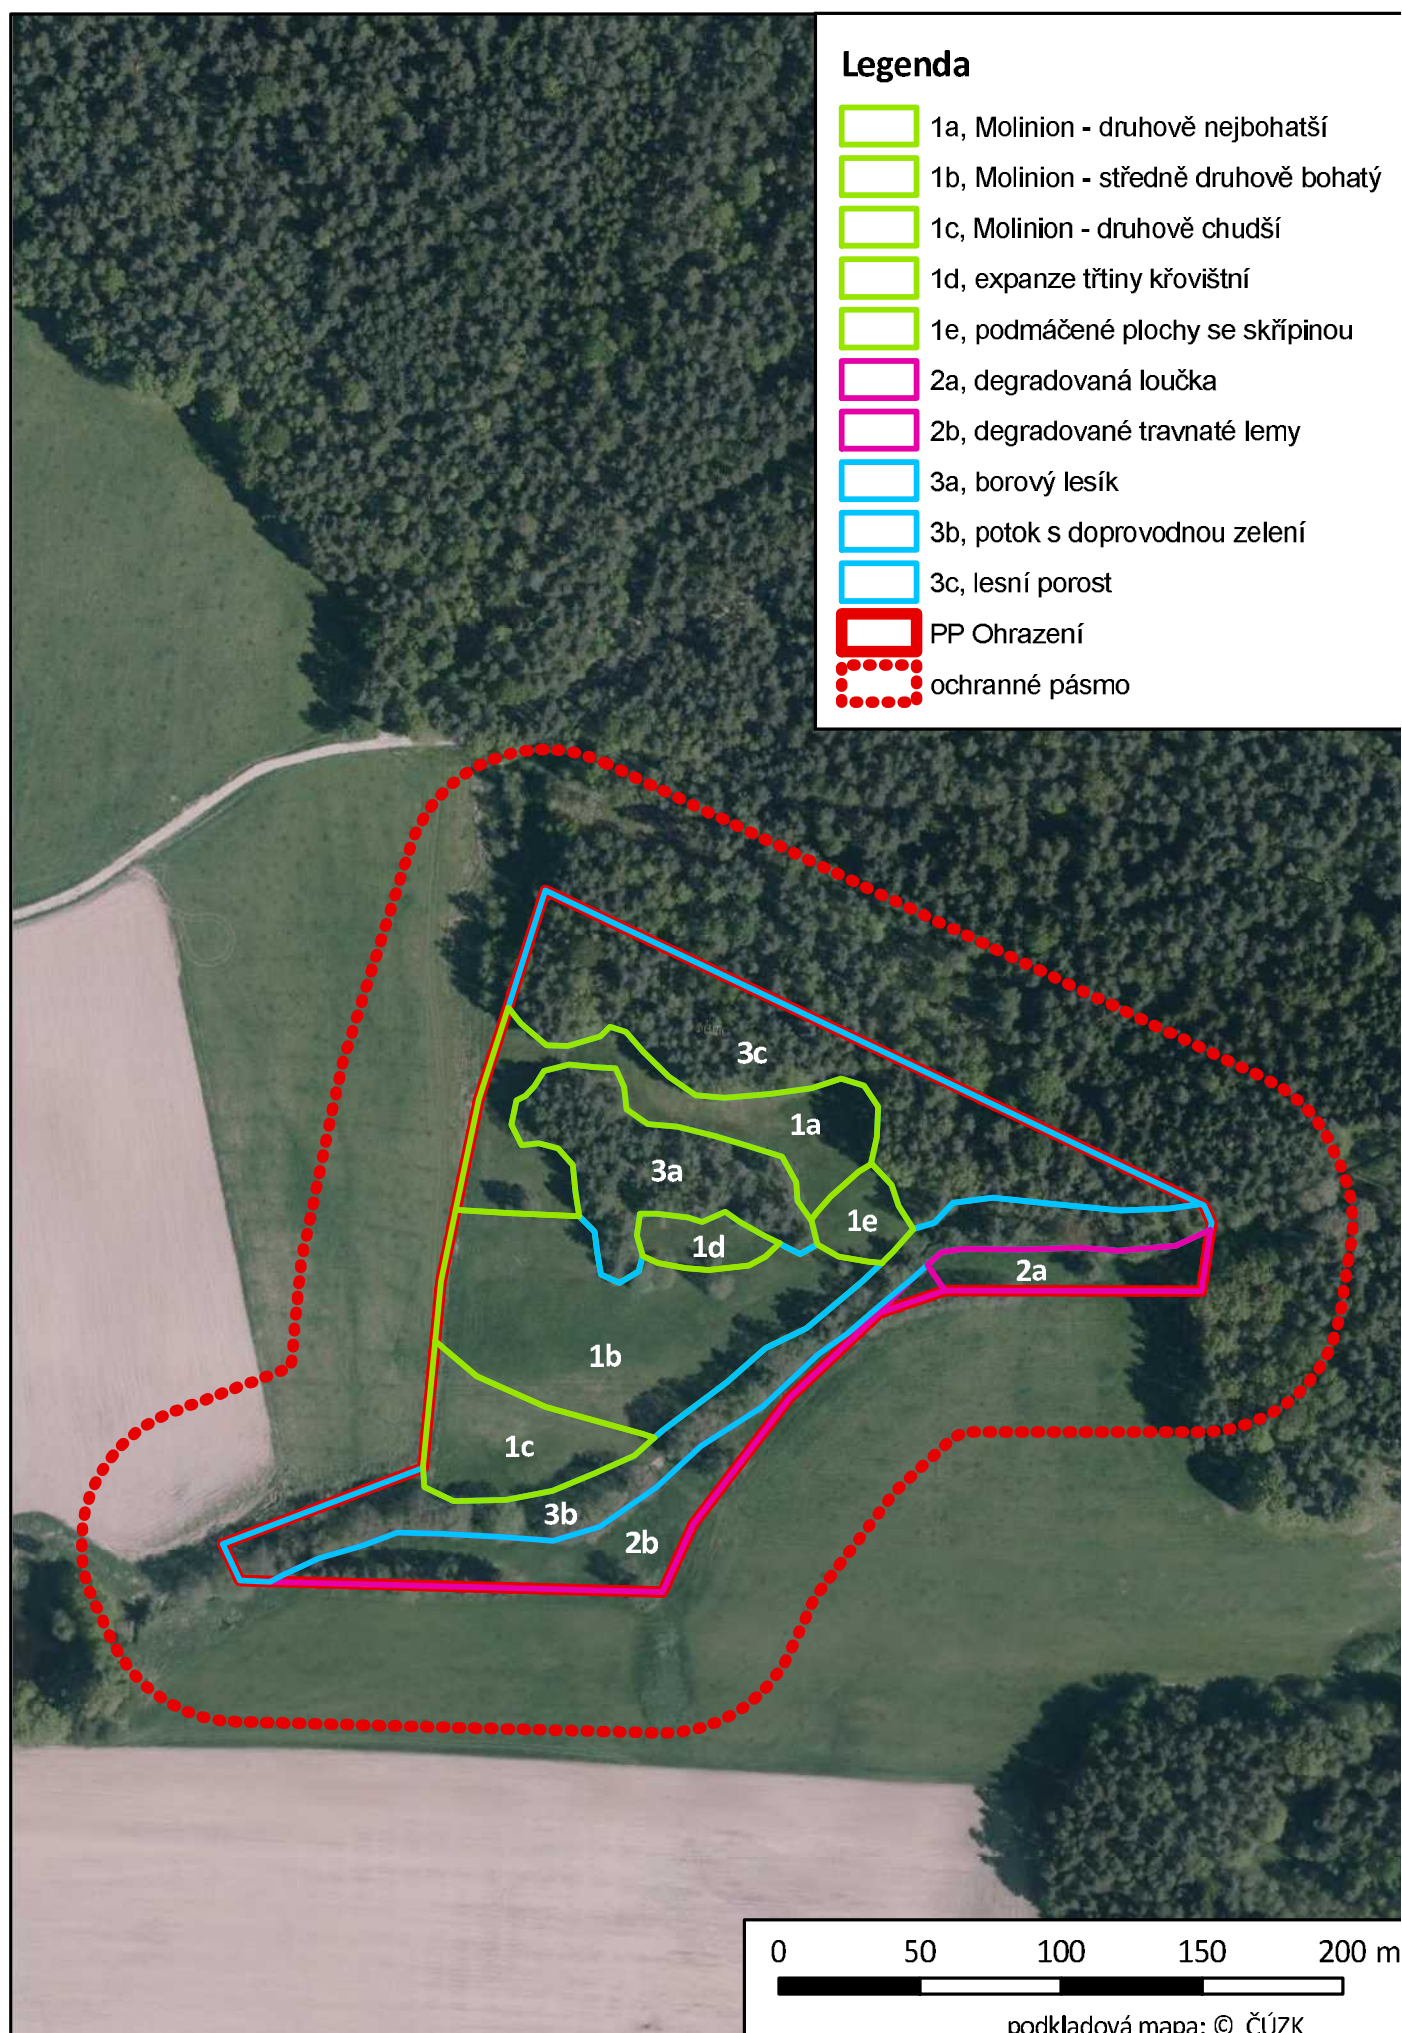 Legenda
1a, Molinion - druhově nejbohatší
1b, Molinion - středně druhově bohatý
1c, Molinion - druhově chudší
1d, expanze třtiny křovištní
1e, podmáčené plochy se skřípinou
2a, degradovaná loučka
2b, degradované travnaté lemy
3a, borový lesík
3b, potok s doprovodnou zelení
3c, lesní porost
PP Ohrazení
ochranné pásmo
3c
1a
3a
1e
1d
2a
1b
1c
3b
2b
0 50 100 150 200 m
podkladová mapa: © ČÚZK